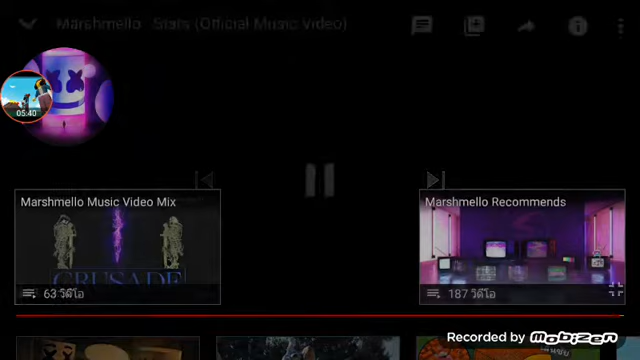 Marshmello - Stars (Official Music Video)
05:40
Marshmello Music Video Mix
CRUSADE
63 วิดีโอ
Marshmello Recommends
187 วิดีโอ
Recorded by mobizen